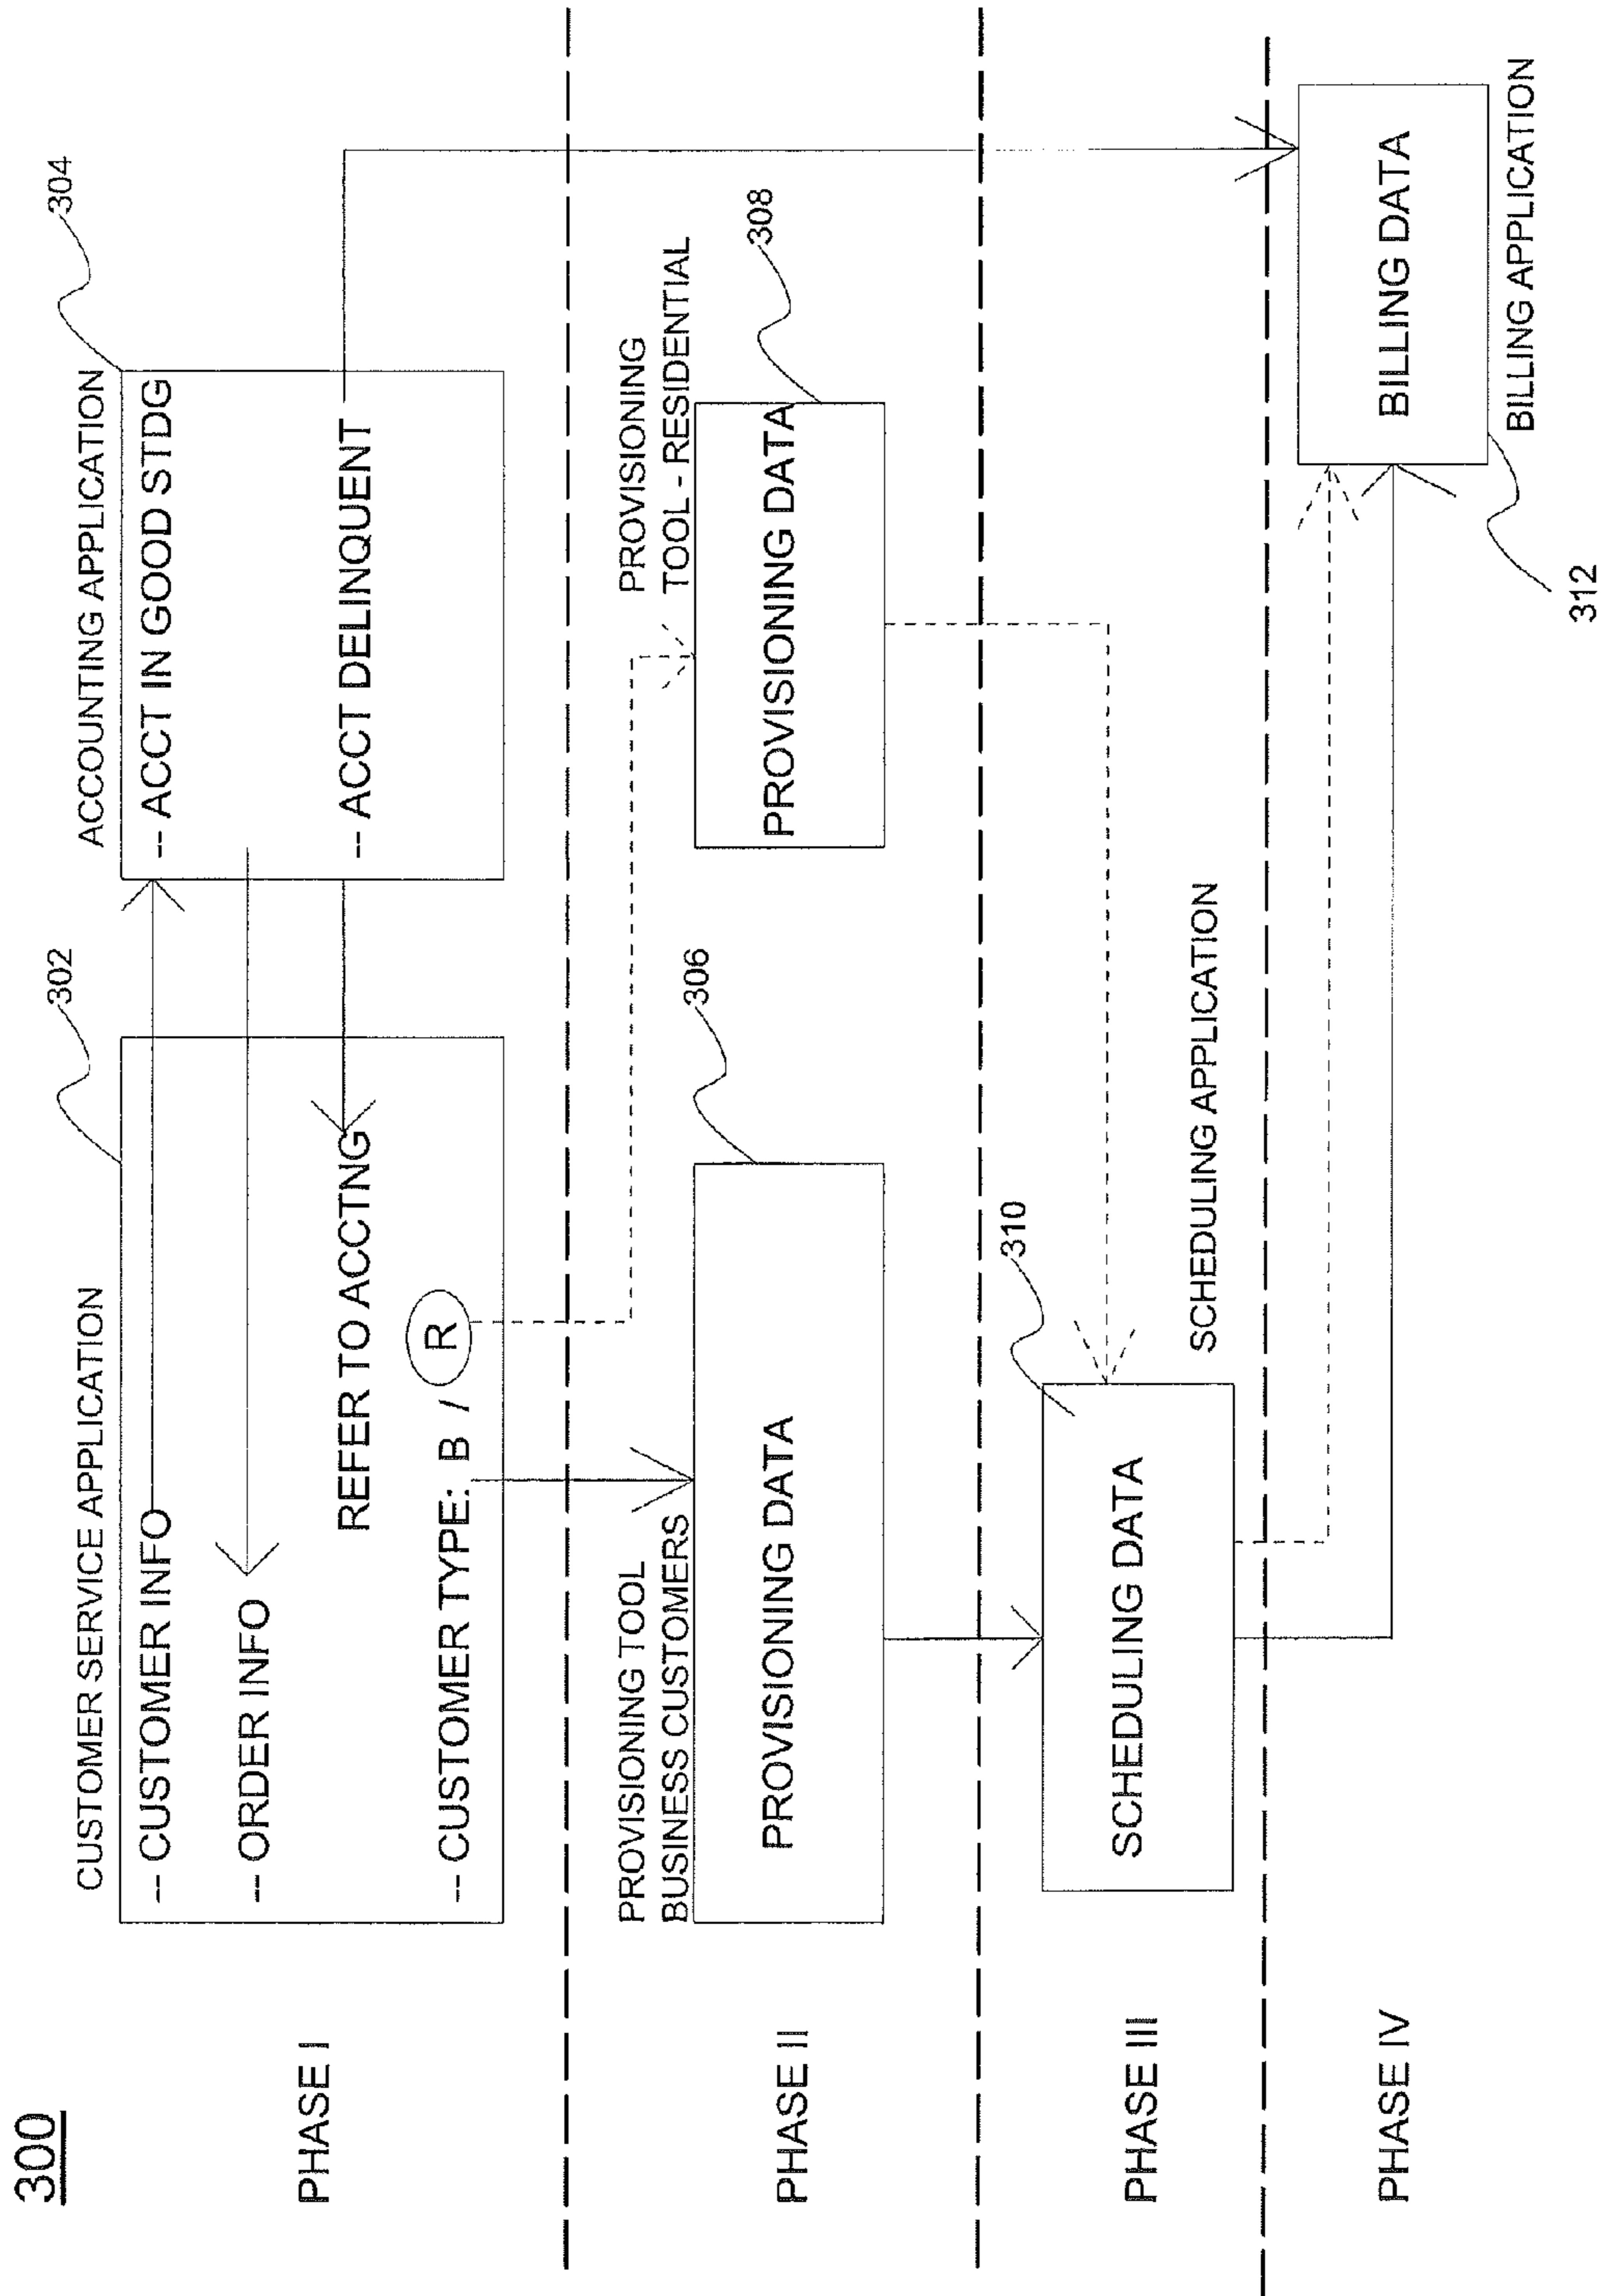 300
PHASE I
CUSTOMER SERVICE APPLICATION
302
-- CUSTOMER INFO
-- ORDER INFO
REFER TO ACCTNG
-- CUSTOMER TYPE: B / R
ACCOUNTING APPLICATION
304
-- ACCT IN GOOD STDG
-- ACCT DELINQUENT
PHASE II
PROVISIONING TOOL
BUSINESS CUSTOMERS
306
PROVISIONING DATA
PROVISIONING
TOOL - RESIDENTIAL
308
PROVISIONING DATA
PHASE III
310
SCHEDULING DATA
SCHEDULING APPLICATION
PHASE IV
BILLING DATA
BILLING APPLICATION
312